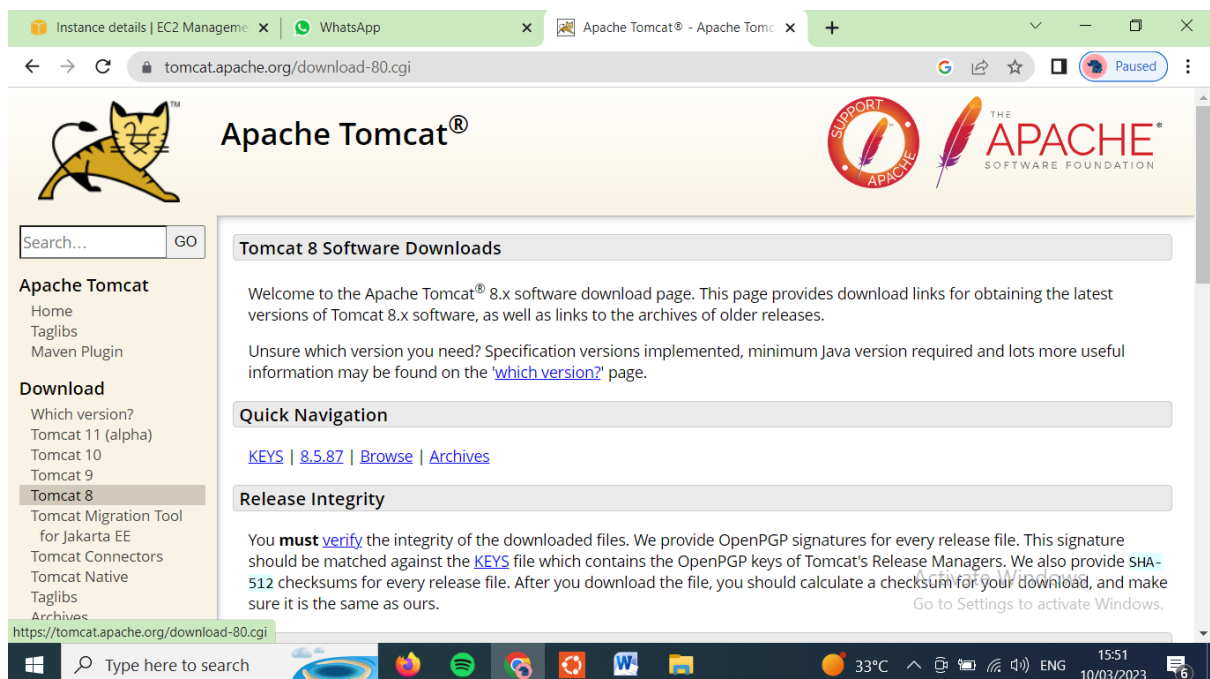 Instance details | EC2 Manageme
WhatsApp
Apache Tomcat® - Apache Tomc
tomcat.apache.org/download-80.cgi
Paused
TM
Apache Tomcat®
SUPPORT
APACHE
THE
APACHE®
SOFTWARE FOUNDATION
Search...
GO
Apache Tomcat
Home
Taglibs
Maven Plugin
Download
Which version?
Tomcat 11 (alpha)
Tomcat 10
Tomcat 9
Tomcat 8
Tomcat Migration Tool
for Jakarta EE
Tomcat Connectors
Tomcat Native
Taglibs
Archives
https://tomcat.apache.org/download-80.cgi
Tomcat 8 Software Downloads
Welcome to the Apache Tomcat® 8.x software download page. This page provides download links for obtaining the latest
versions of Tomcat 8.x software, as well as links to the archives of older releases.
Unsure which version you need? Specification versions implemented, minimum Java version required and lots more useful
information may be found on the 'which version?' page.
Quick Navigation
KEYS | 8.5.87 | Browse | Archives
Release Integrity
You must verify the integrity of the downloaded files. We provide OpenPGP signatures for every release file. This signature
should be matched against the KEYS file which contains the OpenPGP keys of Tomcat's Release Managers. We also provide SHA-
512 checksums for every release file. After you download the file, you should calculate a checksum for your download, and make
sure it is the same as ours.
Activate Windows
Go to Settings to activate Windows.
Type here to search
33°C
ENG
15:51
10/03/2023
6